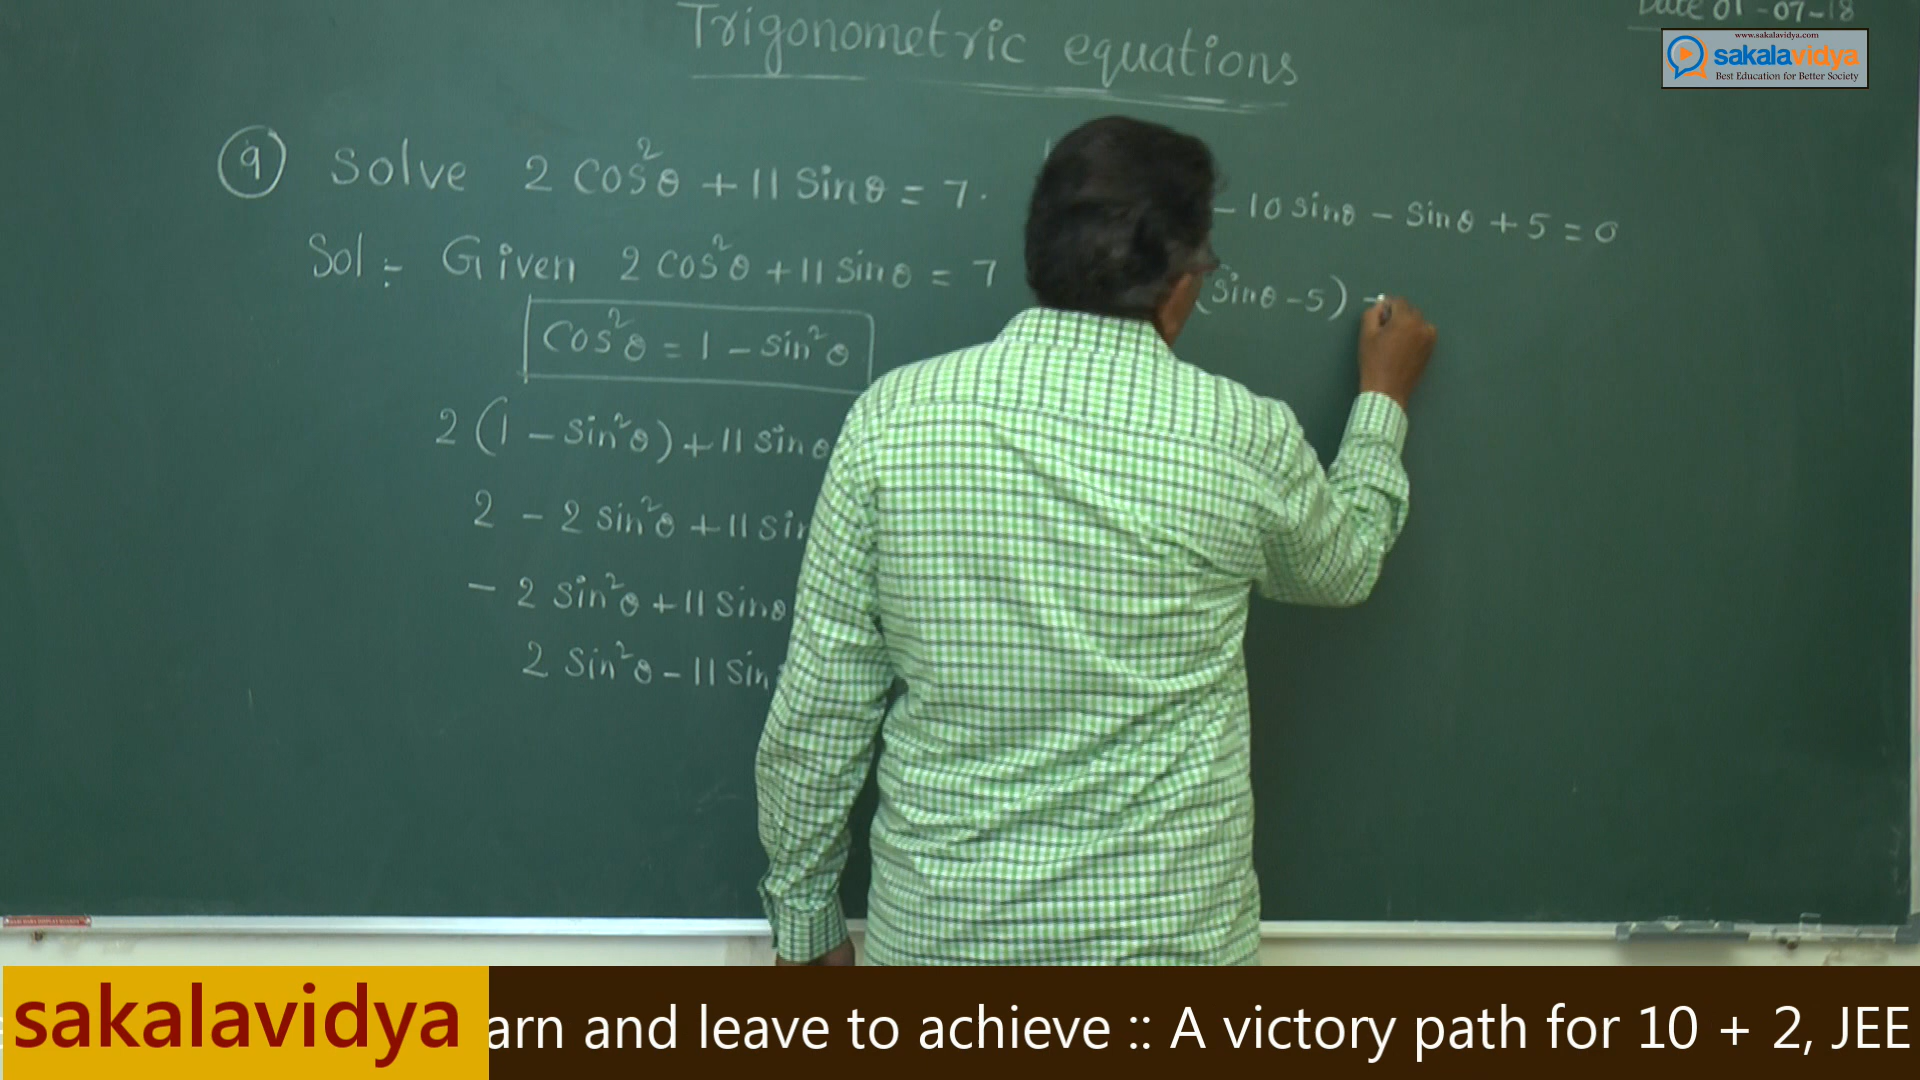 Trigonometric equations
Date 01-07-18
www.sakalavidya.com
sakalavidya
Best Education for Better Society
9 Solve 2 cos²θ + 11 Sinθ = 7.
Sol :- Given 2 cos²θ + 11 sinθ = 7
cos²θ = 1 - sin²θ
2 (1 - sin²θ) + 11 sinθ
2 - 2 sin²θ + 11 sin
- 2 sin²θ + 11 sinθ
2 sin²θ - 11 sin
- 10 sinθ - sinθ + 5 = 0
(sinθ - 5) -
sakalavidya
arn and leave to achieve :: A victory path for 10 + 2, JEE